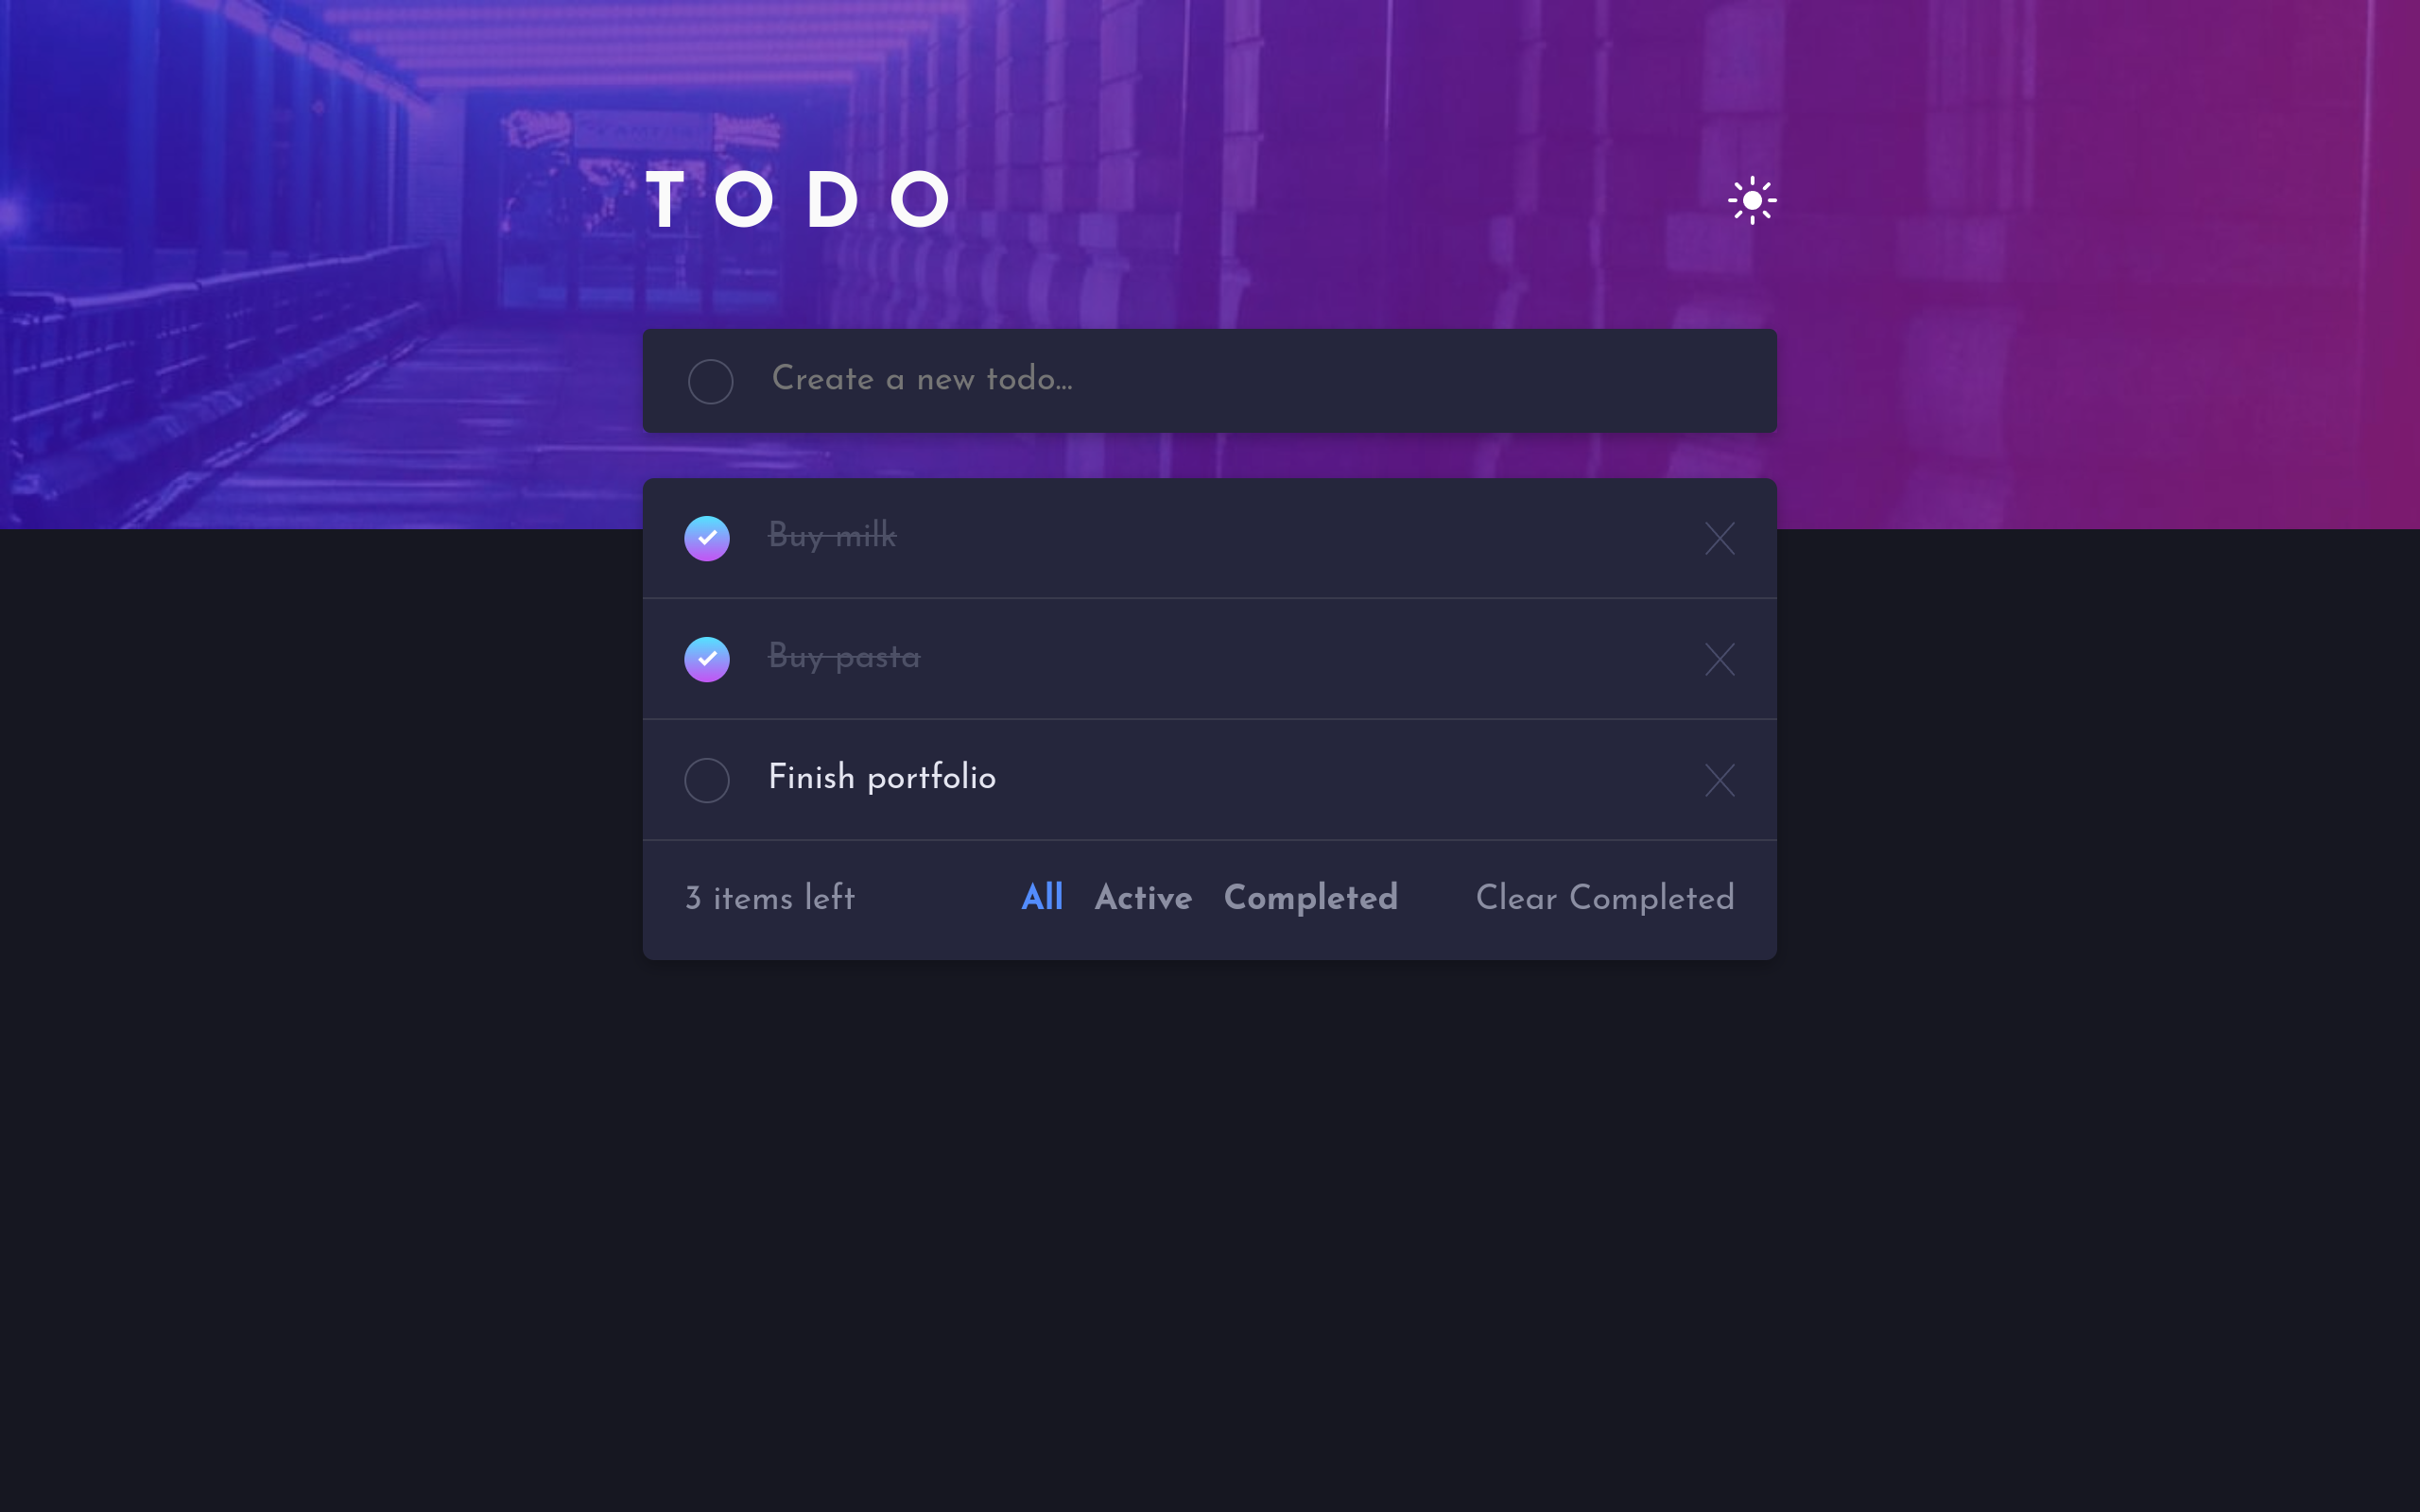 TODO
Create a new todo...
Buy milk
Buy pasta
Finish portfolio
3 items left All Active Completed Clear Completed